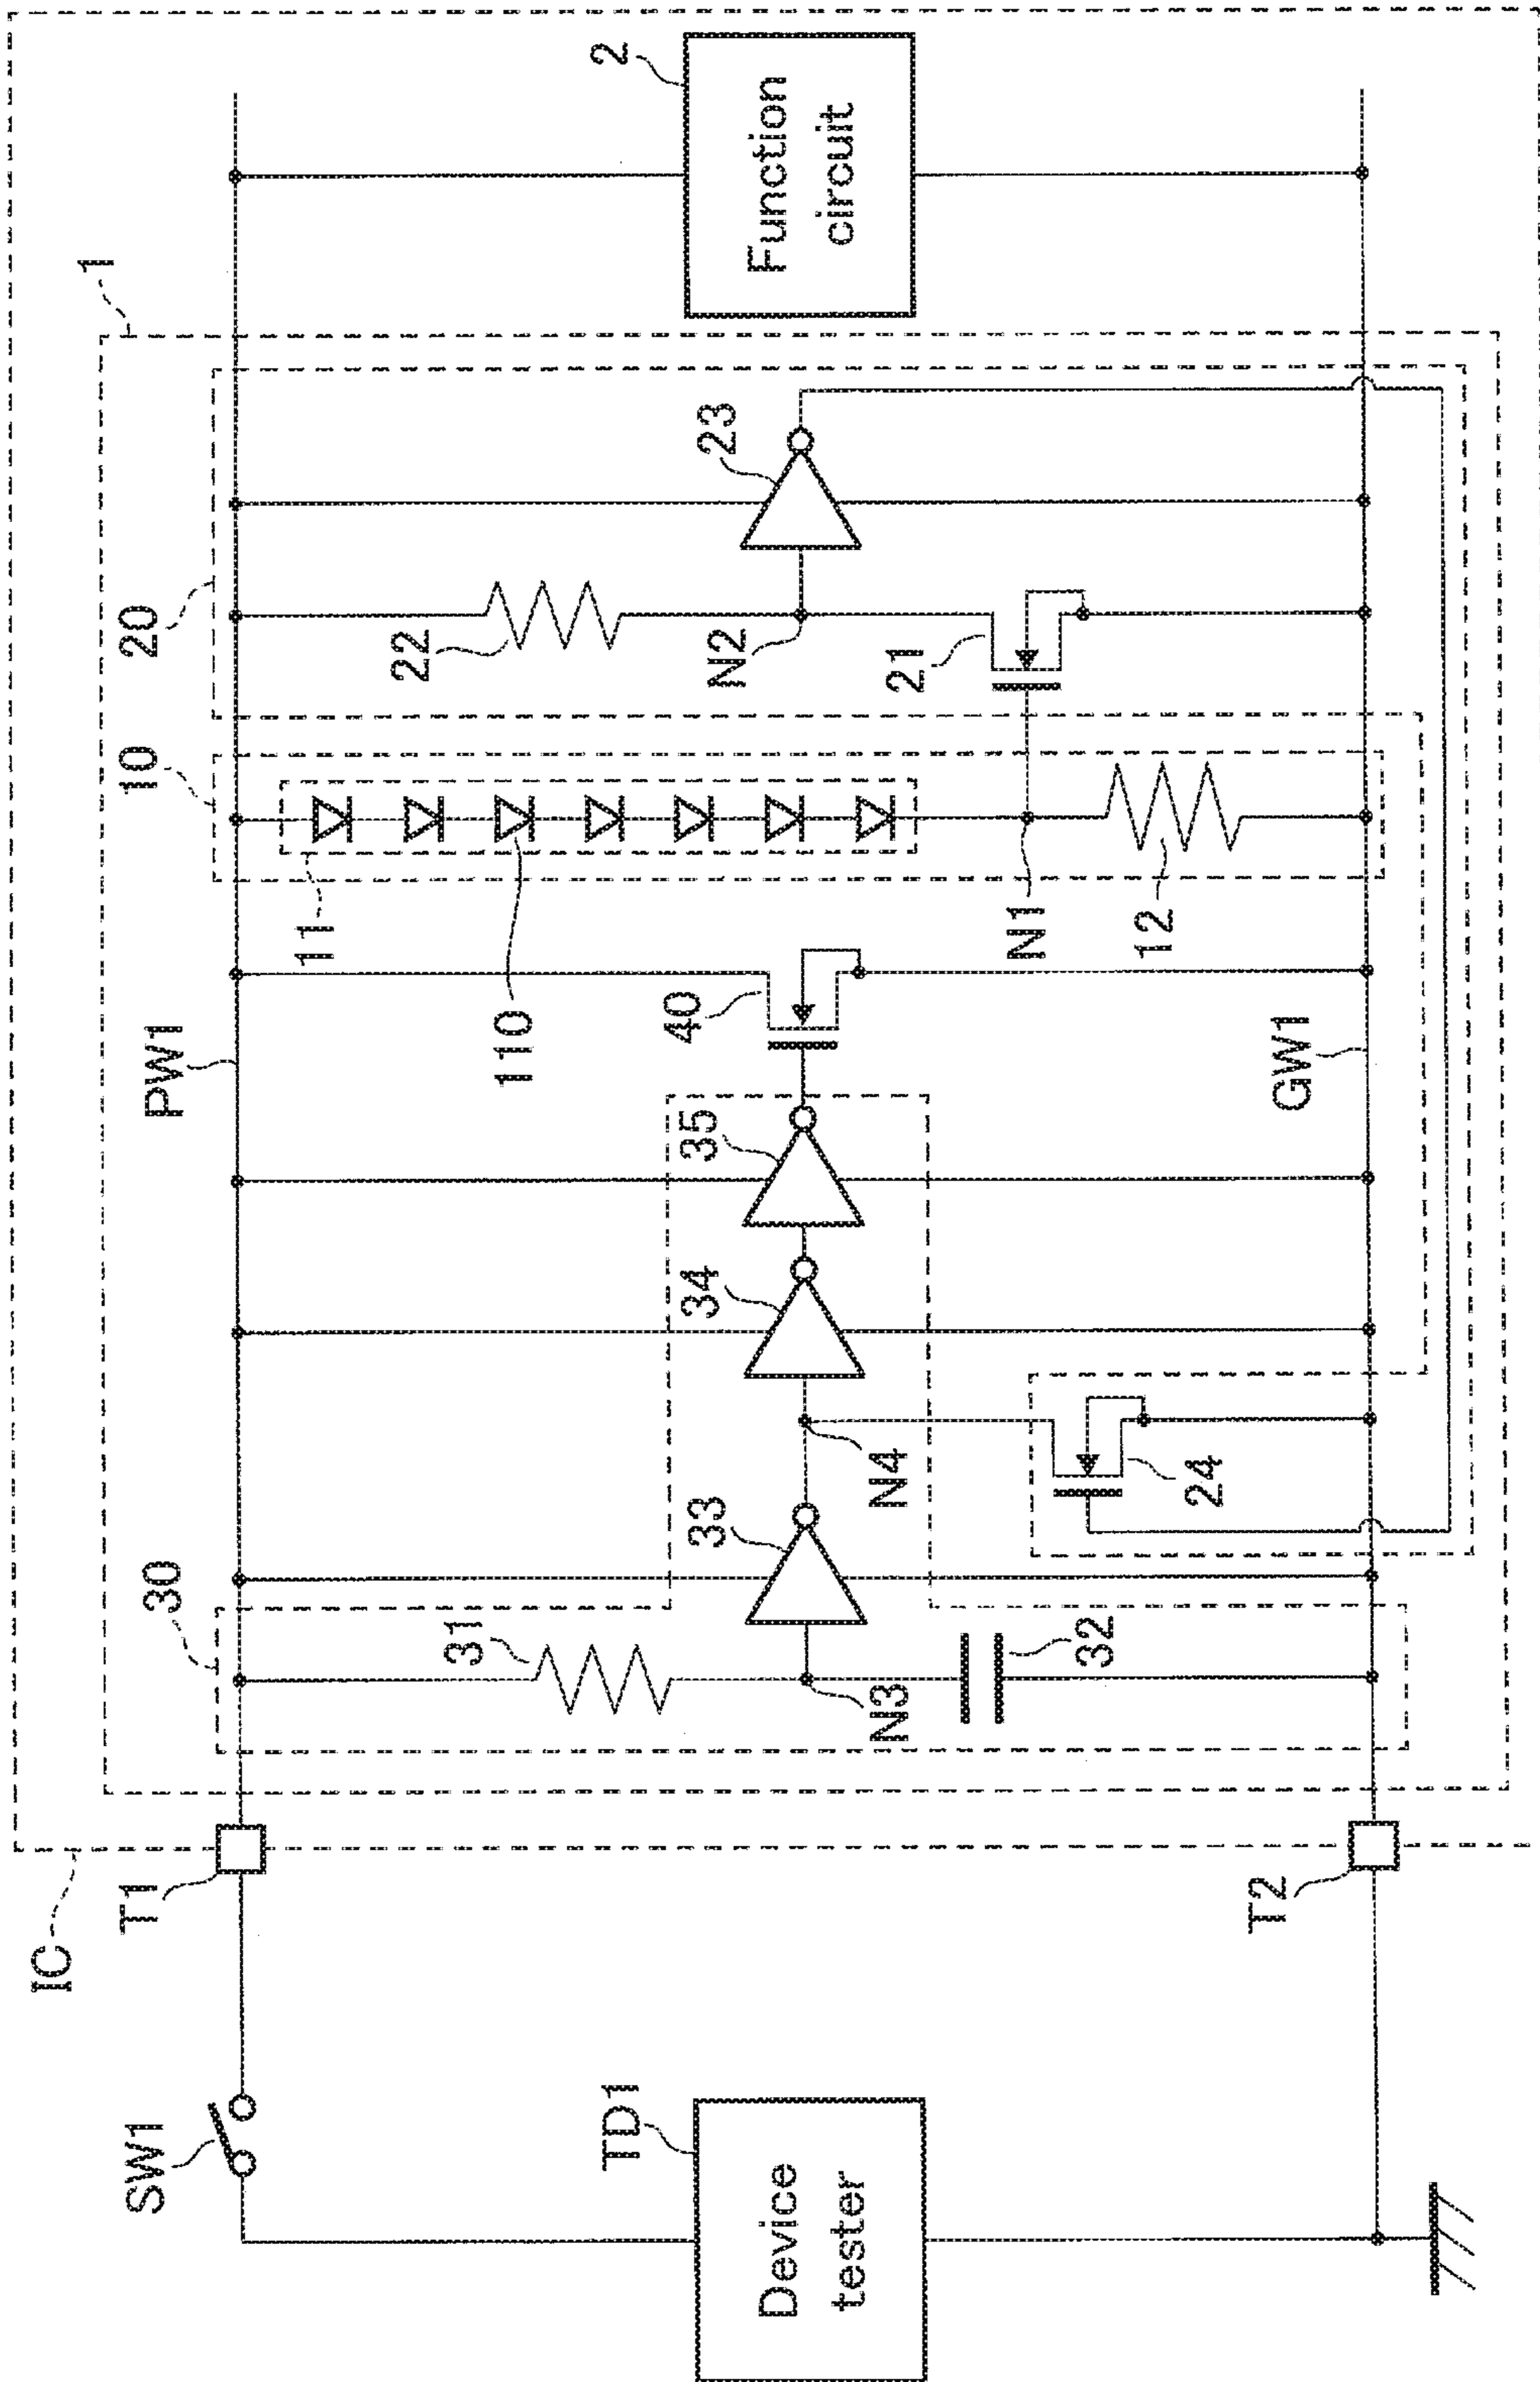 IC
1
2
Function
circuit
T1
30
PW1
10
20
SW1
31
33
34
35
40
11
110
22
23
N3
N4
N2
TD1
Device
tester
32
24
N1
21
12
GW1
T2